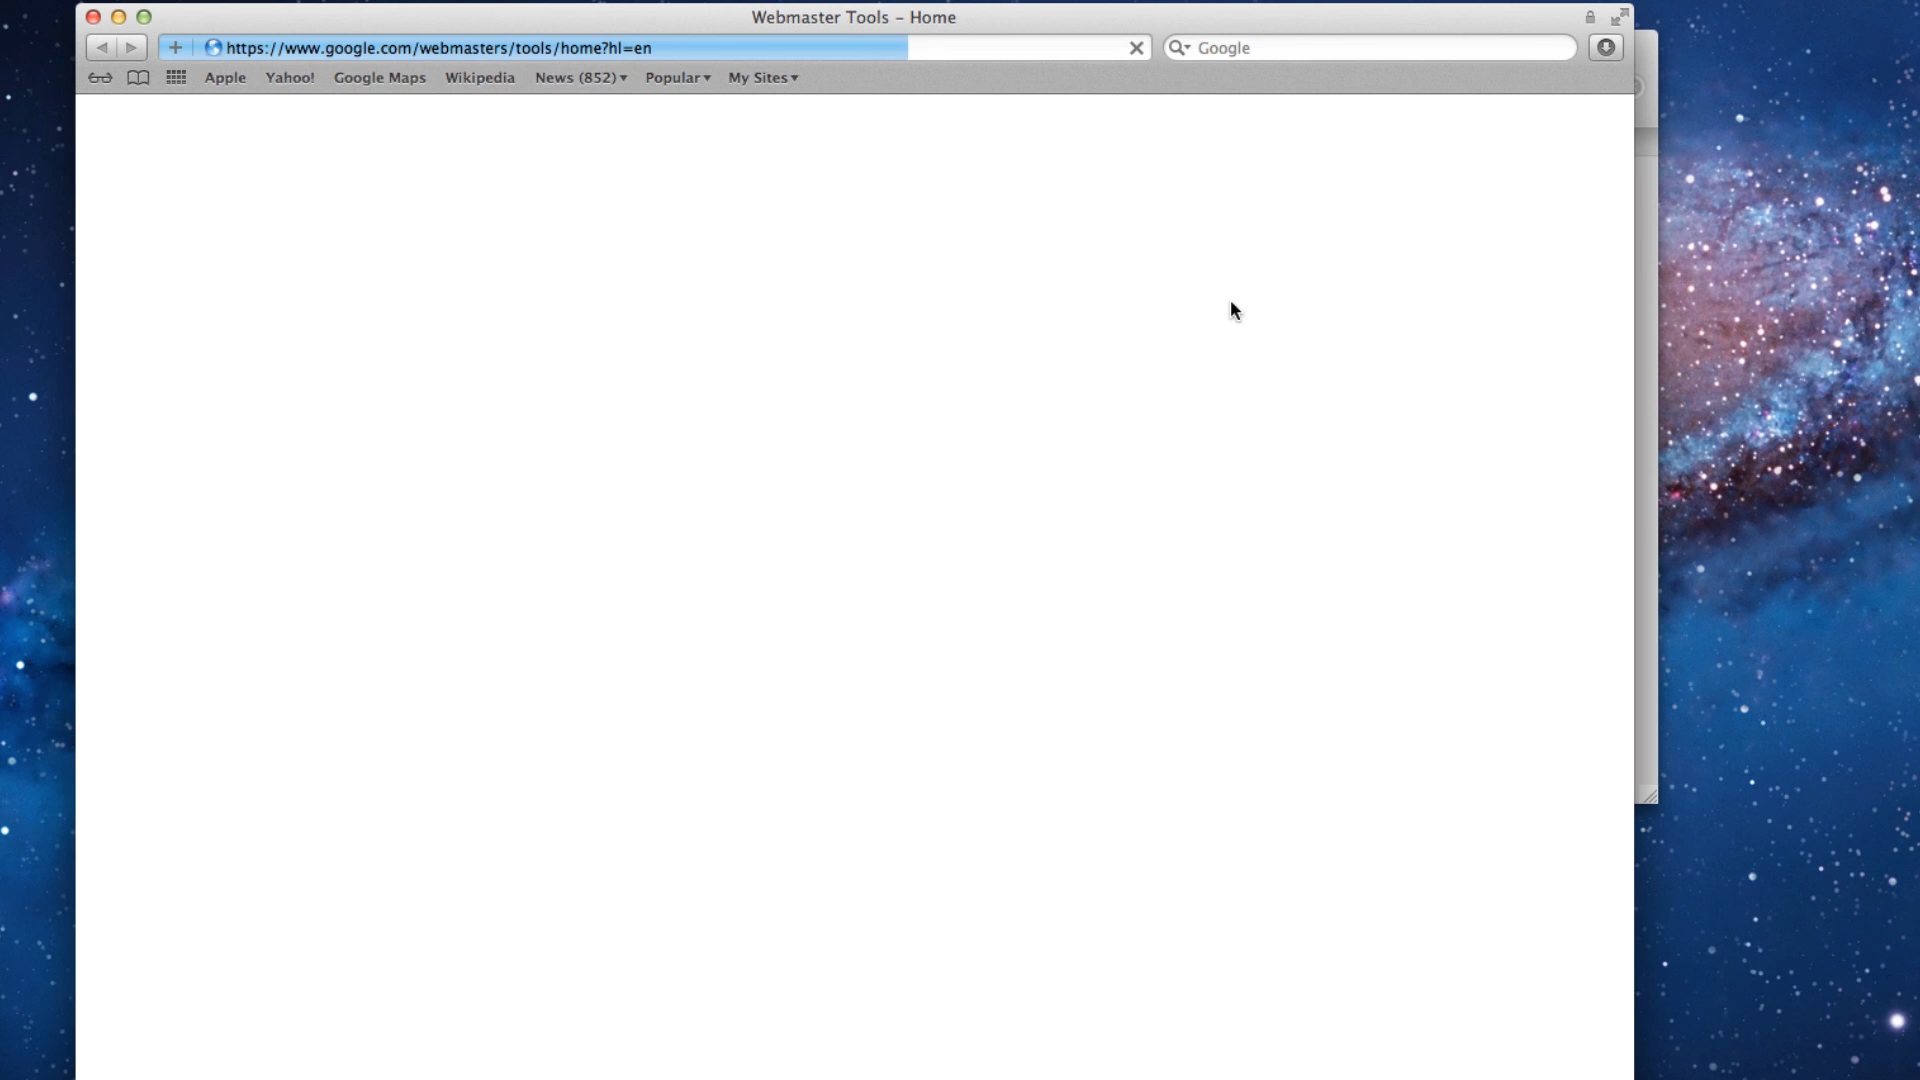 Webmaster Tools – Home
https://www.google.com/webmasters/tools/home?hl=en
Google
Apple Yahoo! Google Maps Wikipedia News (852)▾ Popular▾ My Sites▾